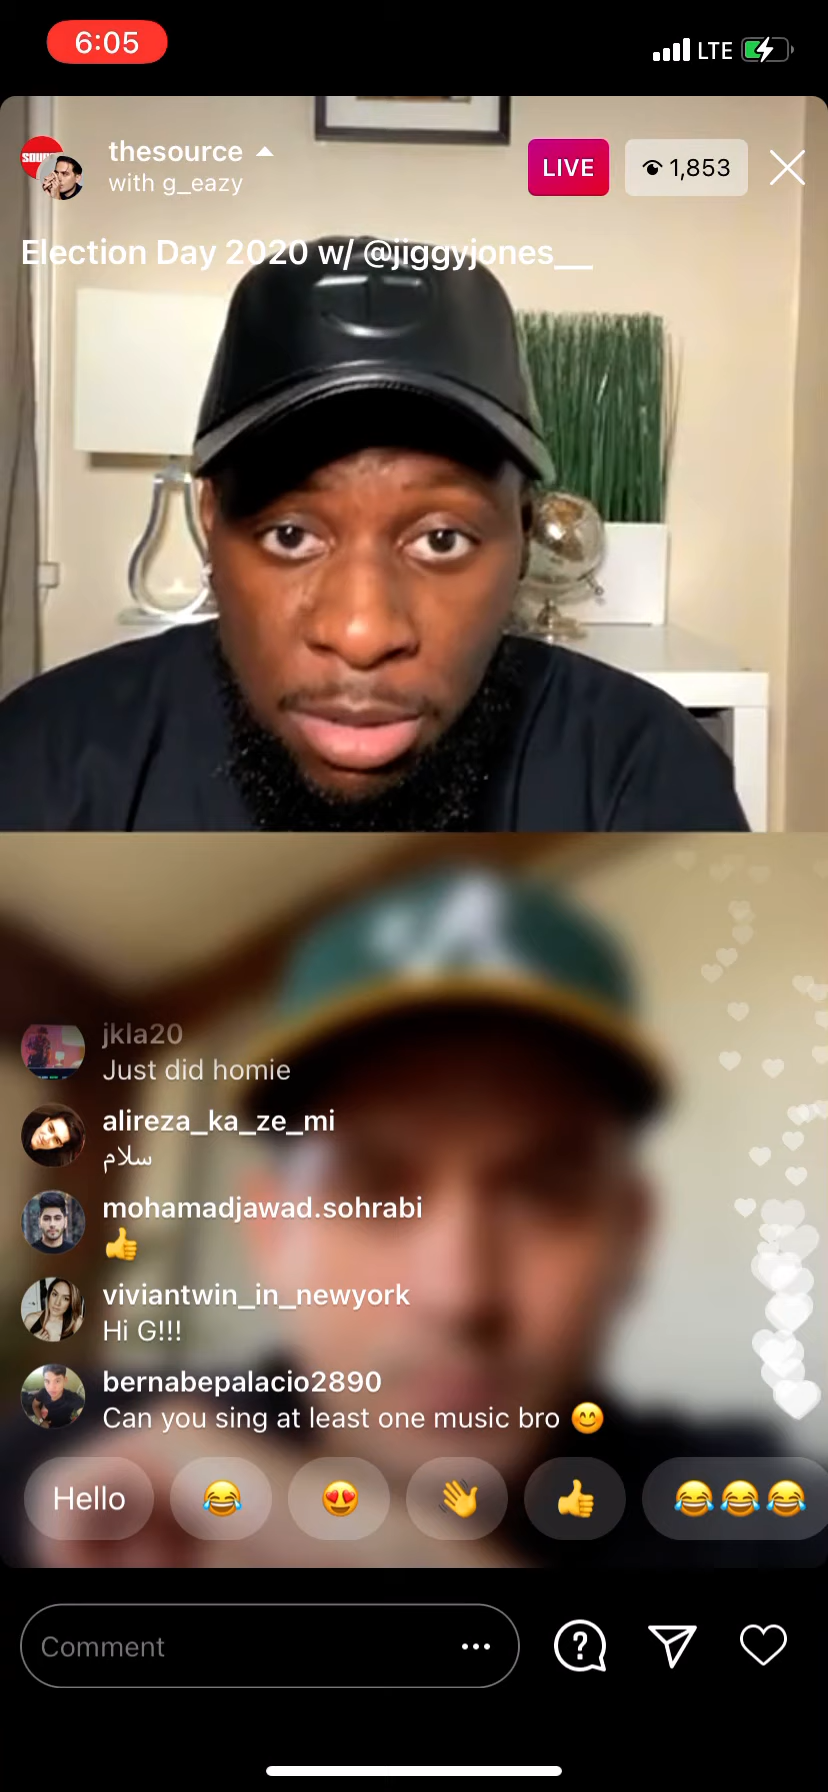 6:05
LTE
thesource
with g_eazy
LIVE
1,853
Election Day 2020 w/ @jiggyjones__
A
jkla20
Just did homie
alireza_ka_ze_mi
سلام
mohamadjawad.sohrabi
👍
viviantwin_in_newyork
Hi G!!!
bernabepalacio2890
Can you sing at least one music bro 😊
Hello 😂 😍 👋 👍 😂😂😂
Comment